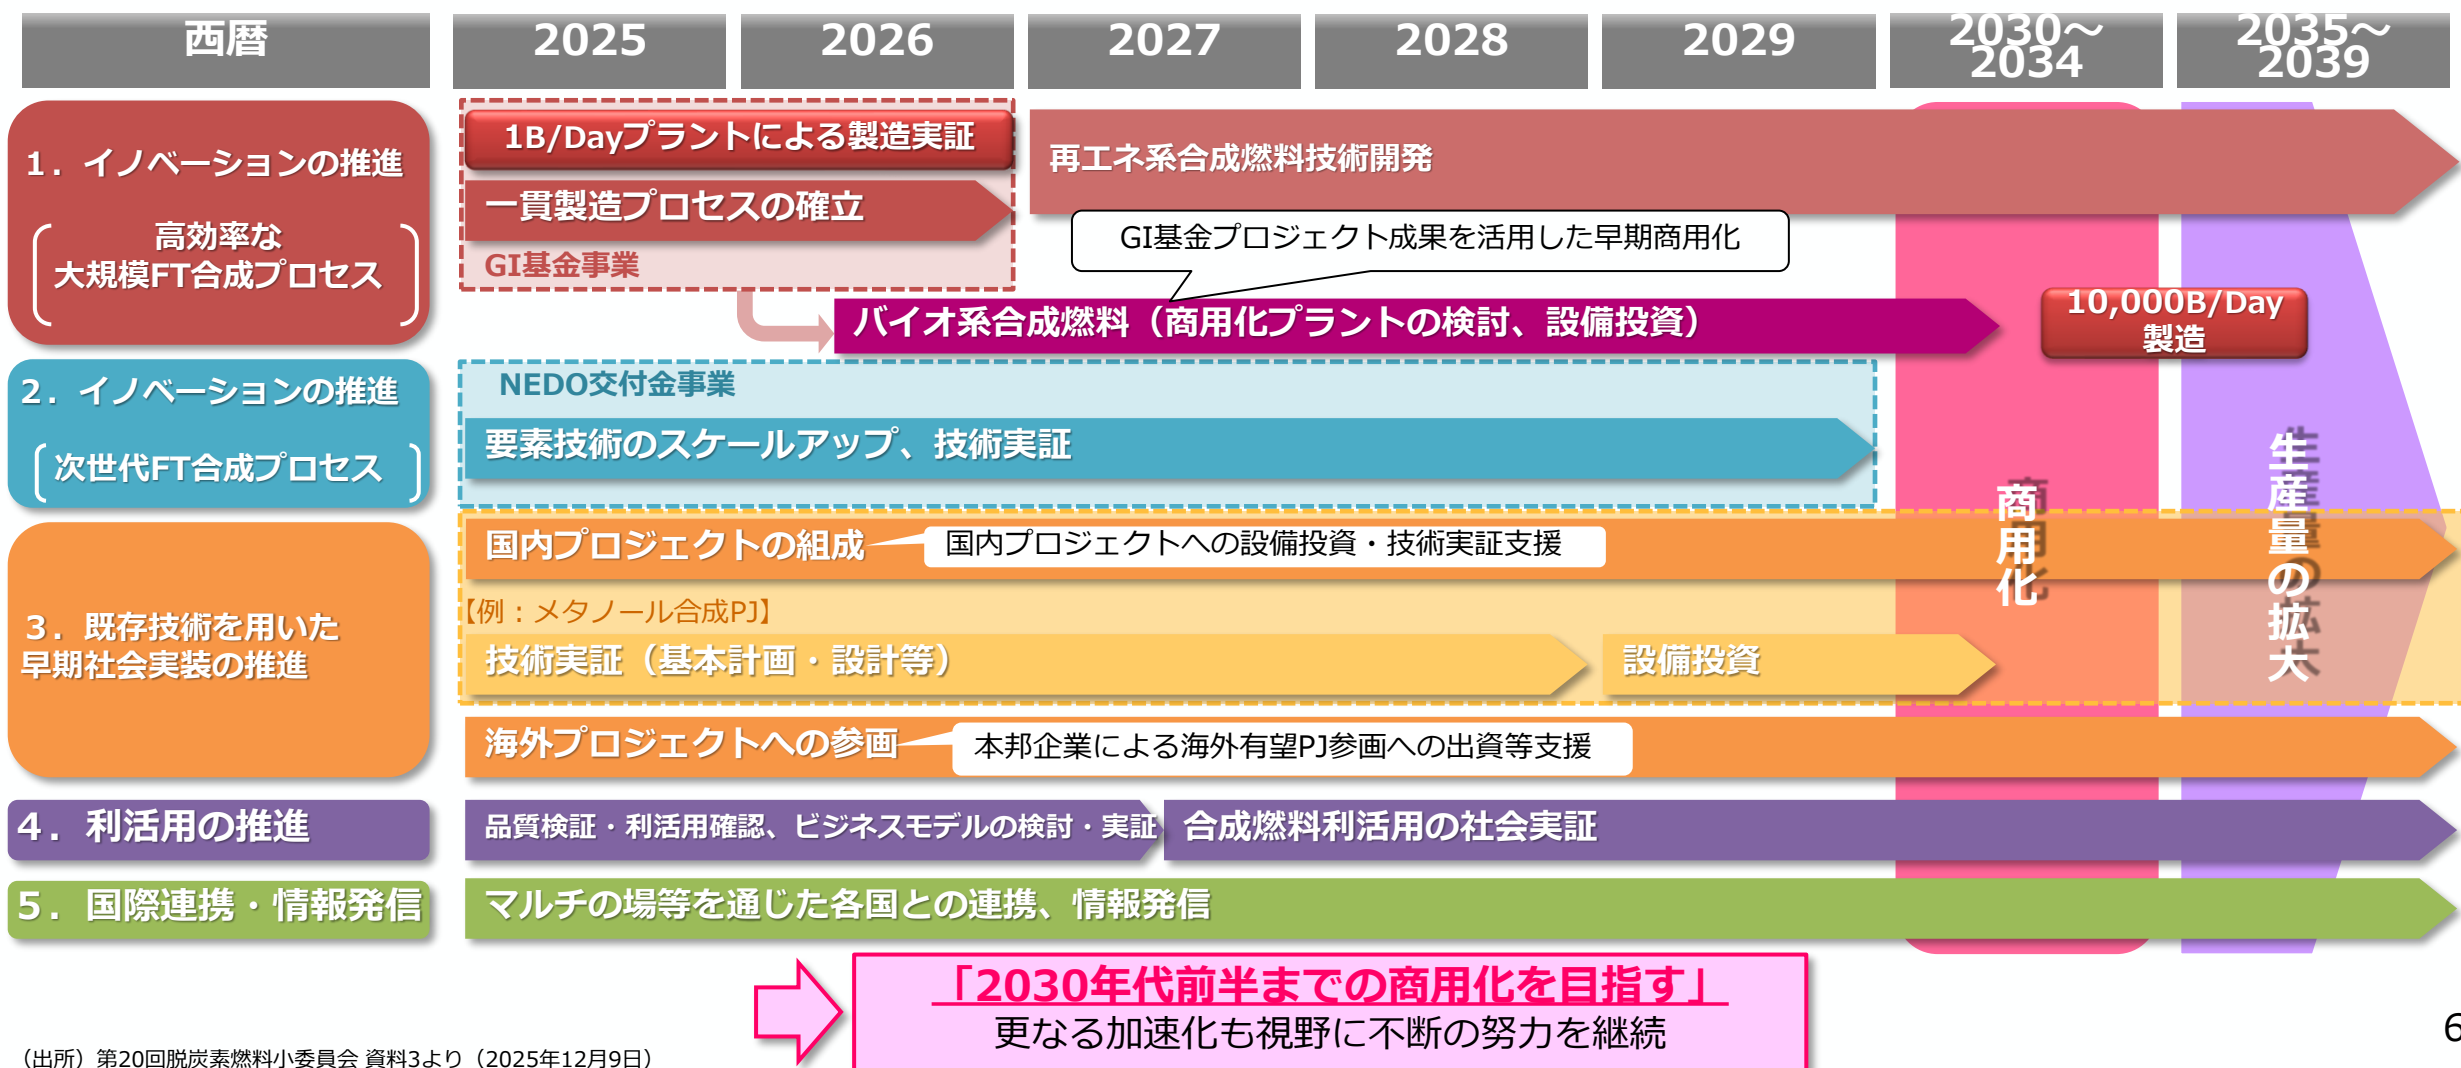 西暦
2025
2026
2027
2028
2029
2030～
2034
2035～
2039
1．イノベーションの推進
高効率な
大規模FT合成プロセス
1B/Dayプラントによる製造実証
一貫製造プロセスの確立
GI基金事業
再エネ系合成燃料技術開発
GI基金プロジェクト成果を活用した早期商用化
バイオ系合成燃料（商用化プラントの検討、設備投資）
10,000B/Day
製造
2．イノベーションの推進
次世代FT合成プロセス
NEDO交付金事業
要素技術のスケールアップ、技術実証
3．既存技術を用いた
早期社会実装の推進
国内プロジェクトの組成
国内プロジェクトへの設備投資・技術実証支援
【例：メタノール合成PJ】
技術実証（基本計画・設計等）
設備投資
海外プロジェクトへの参画
本邦企業による海外有望PJ参画への出資等支援
商用化
生産量の拡大
4．利活用の推進
品質検証・利活用確認、ビジネスモデルの検討・実証
合成燃料利活用の社会実証
5．国際連携・情報発信
マルチの場等を通じた各国との連携、情報発信
「2030年代前半までの商用化を目指す」
更なる加速化も視野に不断の努力を継続
（出所）第20回脱炭素燃料小委員会 資料3より（2025年12月9日）
6